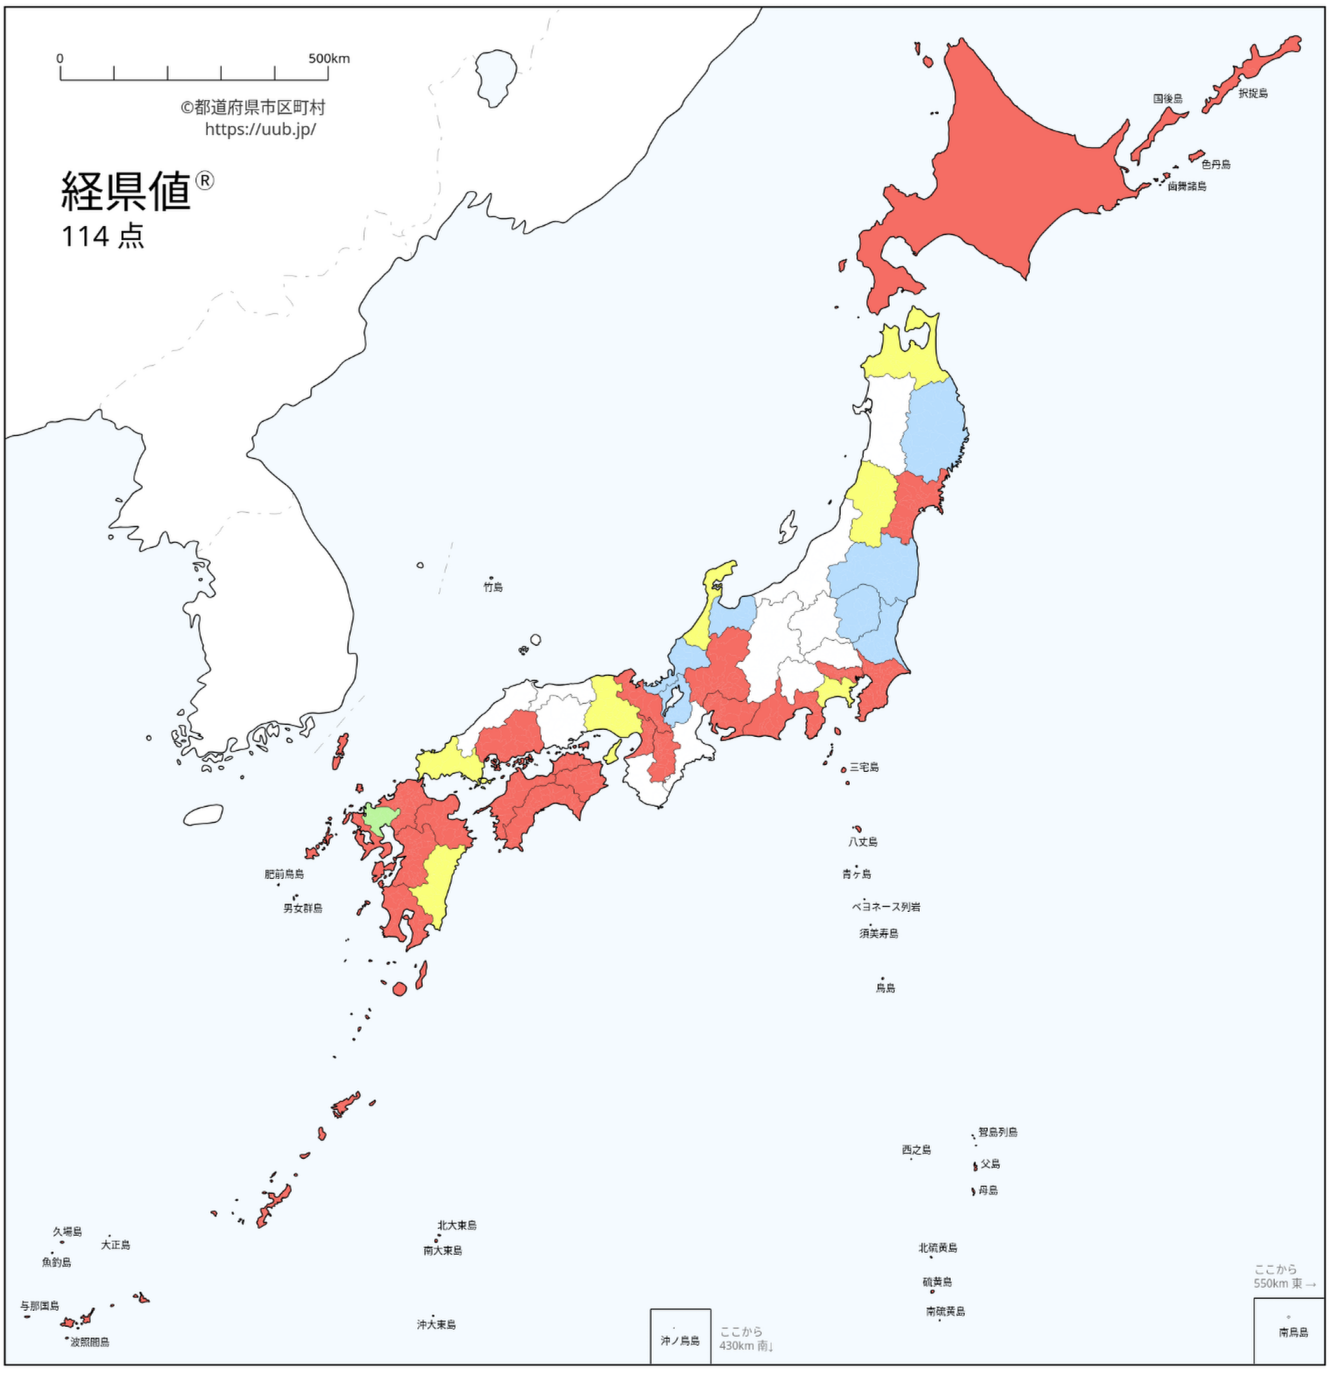 0 500km
©都道府県市区町村
https://uub.jp/
経県値®
114 点
国後島
択捉島
色丹島
歯舞諸島
竹島
三宅島
八丈島
青ヶ島
ベヨネース列岩
須美寿島
鳥島
肥前鳥島
男女群島
聟島列島
西之島
父島
母島
北大東島
南大東島
久場島
大正島
魚釣島
北硫黄島
硫黄島
南硫黄島
与那国島
波照間島
沖大東島
沖ノ鳥島
ここから
430km 南↓
ここから
550km 東→
南鳥島